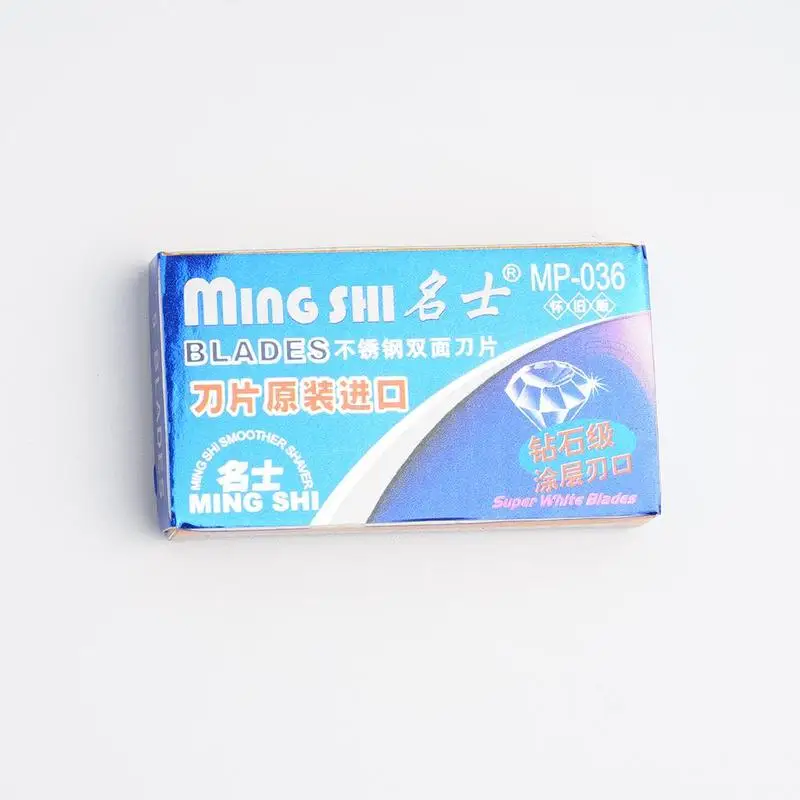 MING SHI 名士® MP-036
怀旧版
BLADES 不锈钢双面刀片
刀片原装进口
钻石级
涂层刃口
Super White Blades
MING SHI SMOOTHER SHAVER
名士
MING SHI
BLADES